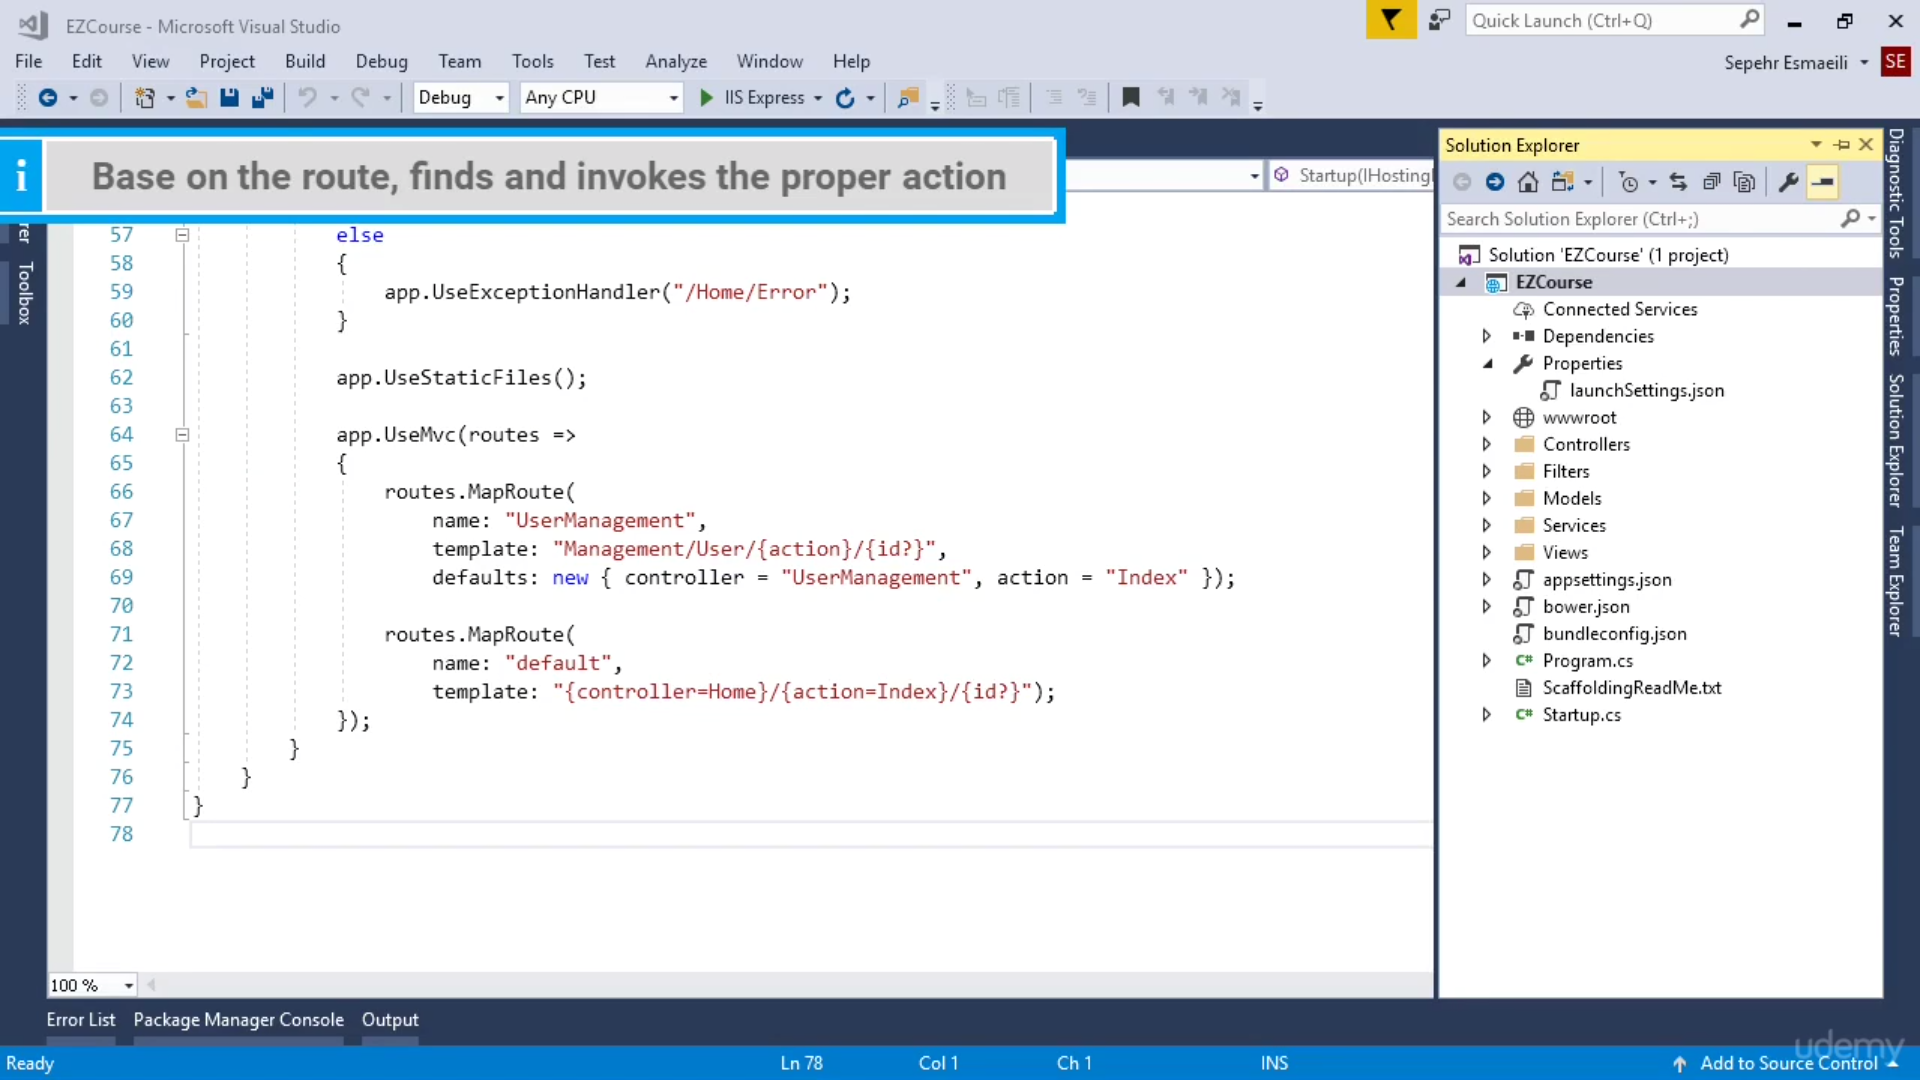 EZCourse - Microsoft Visual Studio
Quick Launch (Ctrl+Q)
File Edit View Project Build Debug Team Tools Test Analyze Window Help
Sepehr Esmaeili SE
Debug Any CPU IIS Express
i Base on the route, finds and invokes the proper action
Startup(IHosting
Toolbox
57 else
58 {
59 app.UseExceptionHandler("/Home/Error");
60 }
61
62 app.UseStaticFiles();
63
64 app.UseMvc(routes =>
65 {
66 routes.MapRoute(
67 name: "UserManagement",
68 template: "Management/User/{action}/{id?}",
69 defaults: new { controller = "UserManagement", action = "Index" });
70
71 routes.MapRoute(
72 name: "default",
73 template: "{controller=Home}/{action=Index}/{id?}");
74 });
75 }
76 }
77 }
78
100 %
Solution Explorer
Search Solution Explorer (Ctrl+;)
Solution 'EZCourse' (1 project)
EZCourse
Connected Services
Dependencies
Properties
launchSettings.json
wwwroot
Controllers
Filters
Models
Services
Views
appsettings.json
bower.json
bundleconfig.json
C# Program.cs
ScaffoldingReadMe.txt
C# Startup.cs
Diagnostic Tools
Properties
Solution Explorer
Team Explorer
Error List Package Manager Console Output
Ready Ln 78 Col 1 Ch 1 INS Add to Source Control
udemy